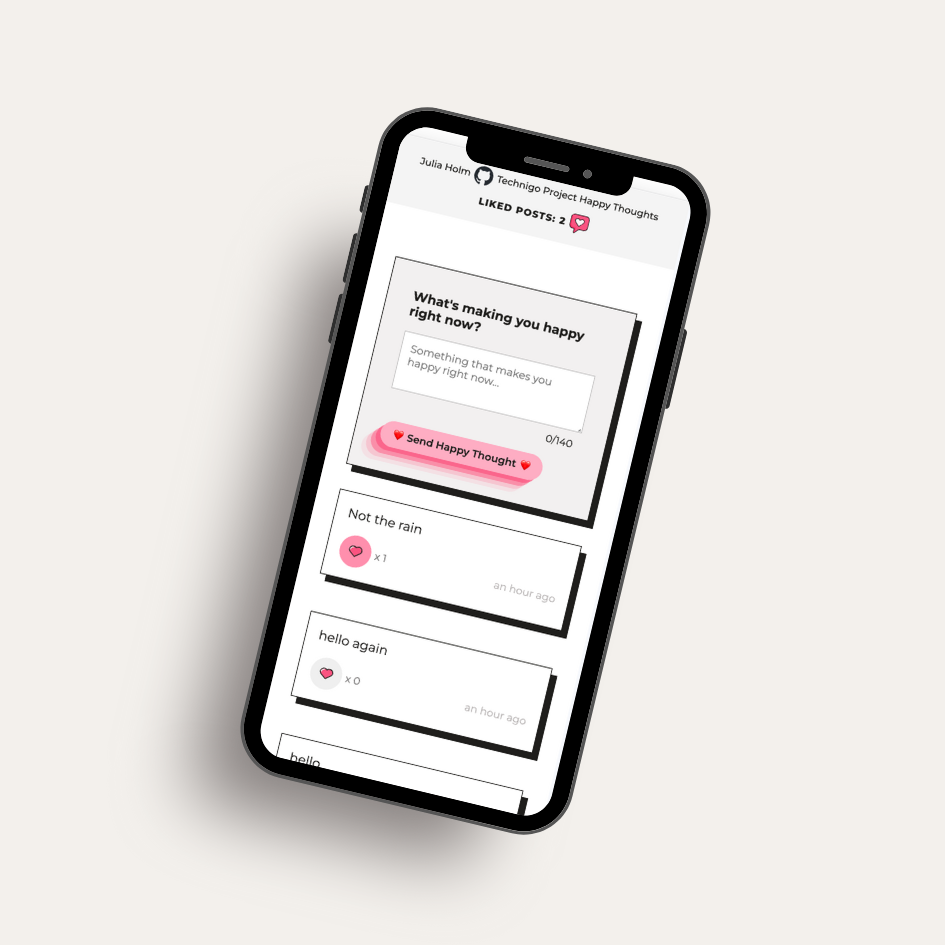 Julia Holm Technigo Project Happy Thoughts
LIKED POSTS: 2
What's making you happy
right now?
Something that makes you
happy right now...
0/140
Send Happy Thought
Not the rain
x 1
an hour ago
hello again
x 0
an hour ago
hello